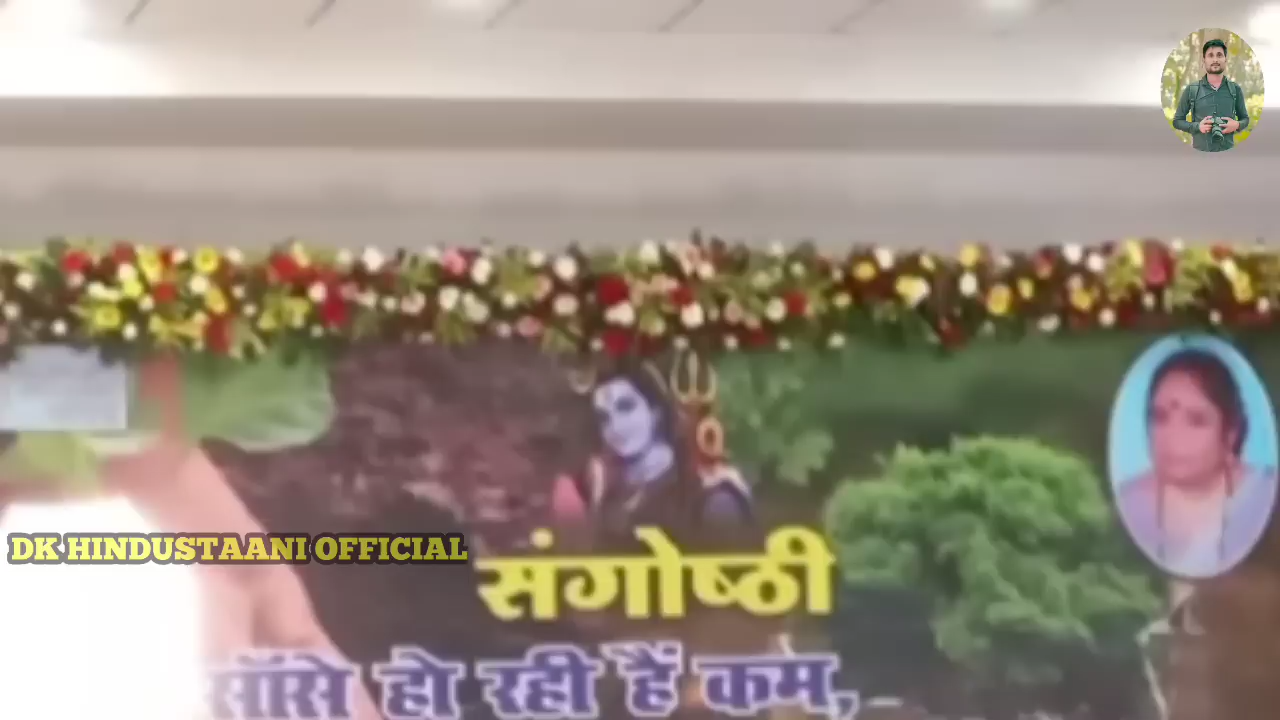 DK HINDUSTAANI OFFICIAL
संगोष्ठी
साँसे हो रही हैं कम,